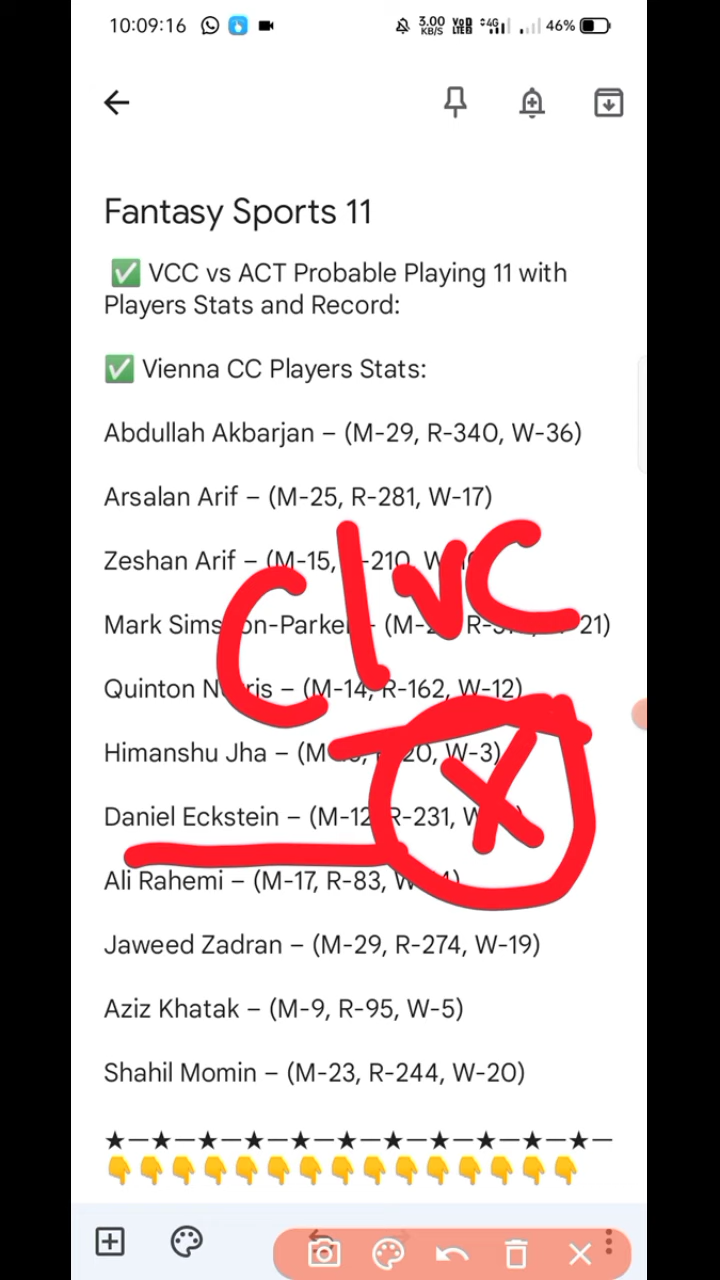 10:09:16 3.00 KB/S VoD LTE2 4G 46%
Fantasy Sports 11
✅ VCC vs ACT Probable Playing 11 with
Players Stats and Record:
✅ Vienna CC Players Stats:
Abdullah Akbarjan – (M-29, R-340, W-36)
Arsalan Arif – (M-25, R-281, W-17)
Zeshan Arif – (M-15,
C/VC
Mark 21)
Quinton (M-14, R-162, W-12)
Himanshu Jha – W-3)
X
Daniel Eckstein – (M-12, R-231,
Ali Rahemi – (M-17, R-83,
Jaweed Zadran – (M-29, R-274, W-19)
Aziz Khatak – (M-9, R-95, W-5)
Shahil Momin – (M-23, R-244, W-20)
★—★—★—★—★—★—★—★—★—★—★—
👇👇👇👇👇👇👇👇👇👇👇👇👇👇👇